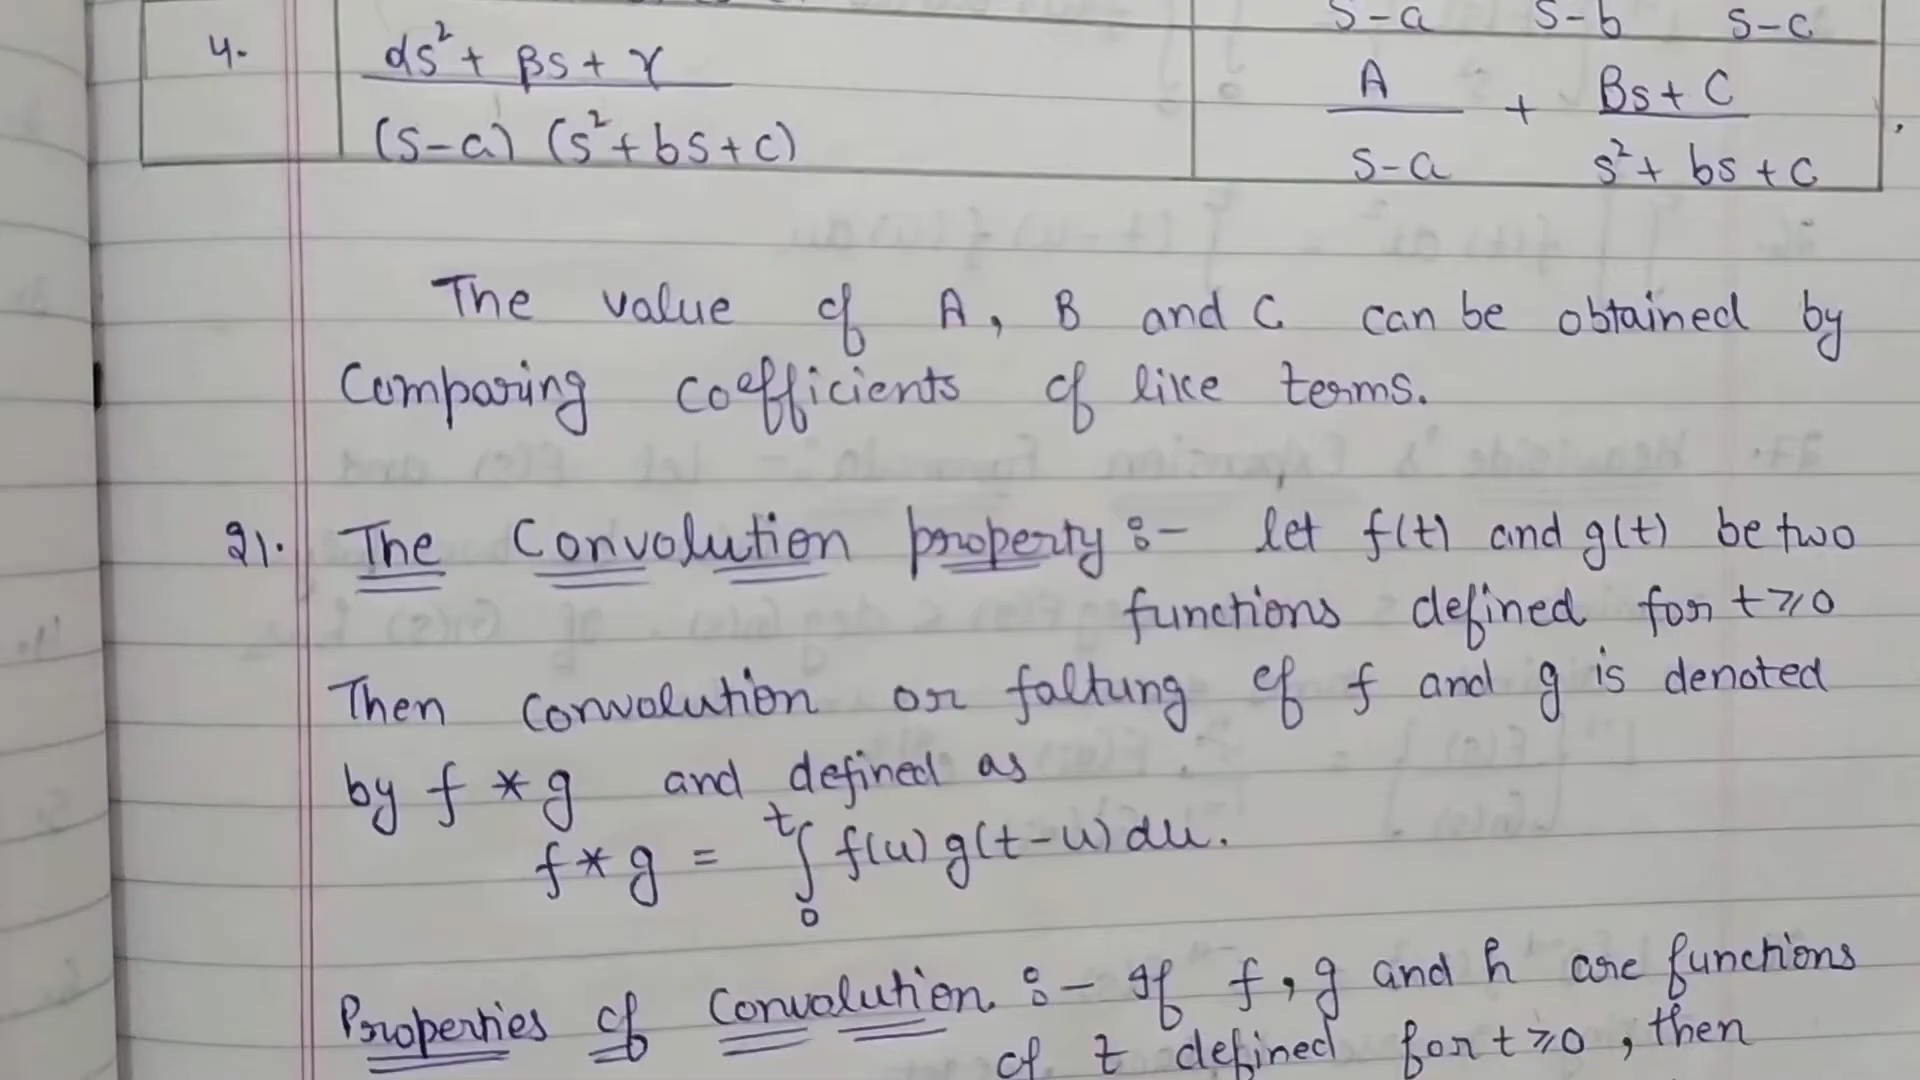 s-a s-b s-c
4. αs² + βs + γ / (s-a) (s² + bs + c) A / s-a + Bs + C / s² + bs + c .
The value of A, B and C can be obtained by
Comparing coefficients of like terms.
21. The Convolution property :- let f(t) and g(t) be two
functions defined for t ≥ 0
Then convolution or faltung of f and g is denoted
by f * g and defined as
f * g = ∫₀ᵗ f(u) g(t-u) du.
Properties of Convolution :- If f, g and h are functions
of t defined for t ≥ 0, then